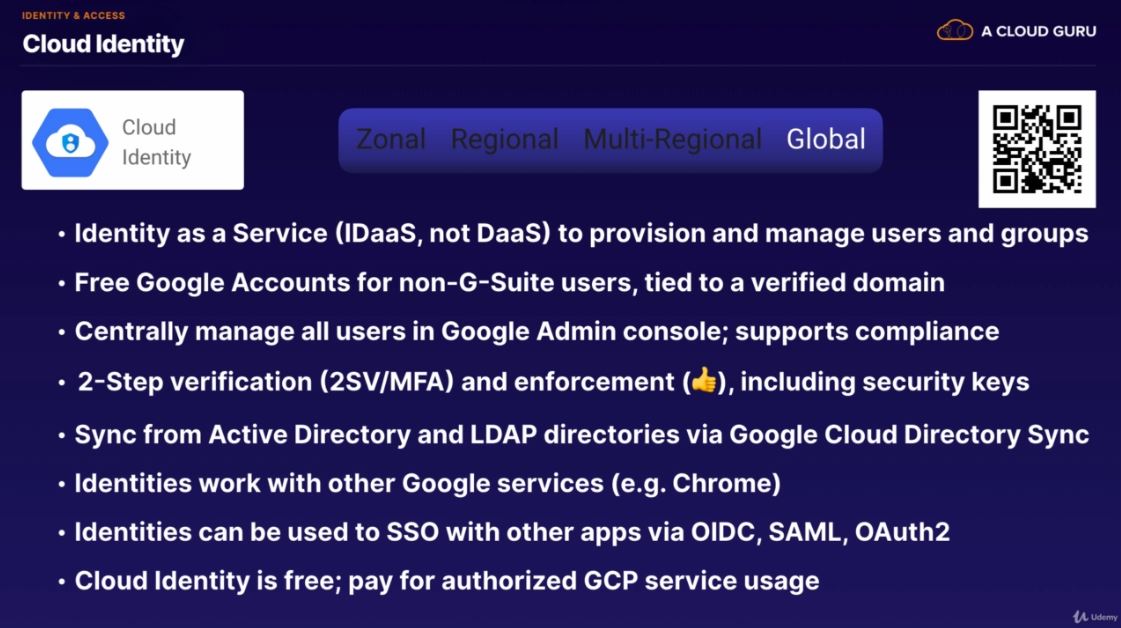 IDENTITY & ACCESS
Cloud Identity
A CLOUD GURU
Cloud
Identity
Zonal Regional Multi-Regional Global
• Identity as a Service (IDaaS, not DaaS) to provision and manage users and groups
• Free Google Accounts for non-G-Suite users, tied to a verified domain
• Centrally manage all users in Google Admin console; supports compliance
• 2-Step verification (2SV/MFA) and enforcement (👍), including security keys
• Sync from Active Directory and LDAP directories via Google Cloud Directory Sync
• Identities work with other Google services (e.g. Chrome)
• Identities can be used to SSO with other apps via OIDC, SAML, OAuth2
• Cloud Identity is free; pay for authorized GCP service usage
Udemy